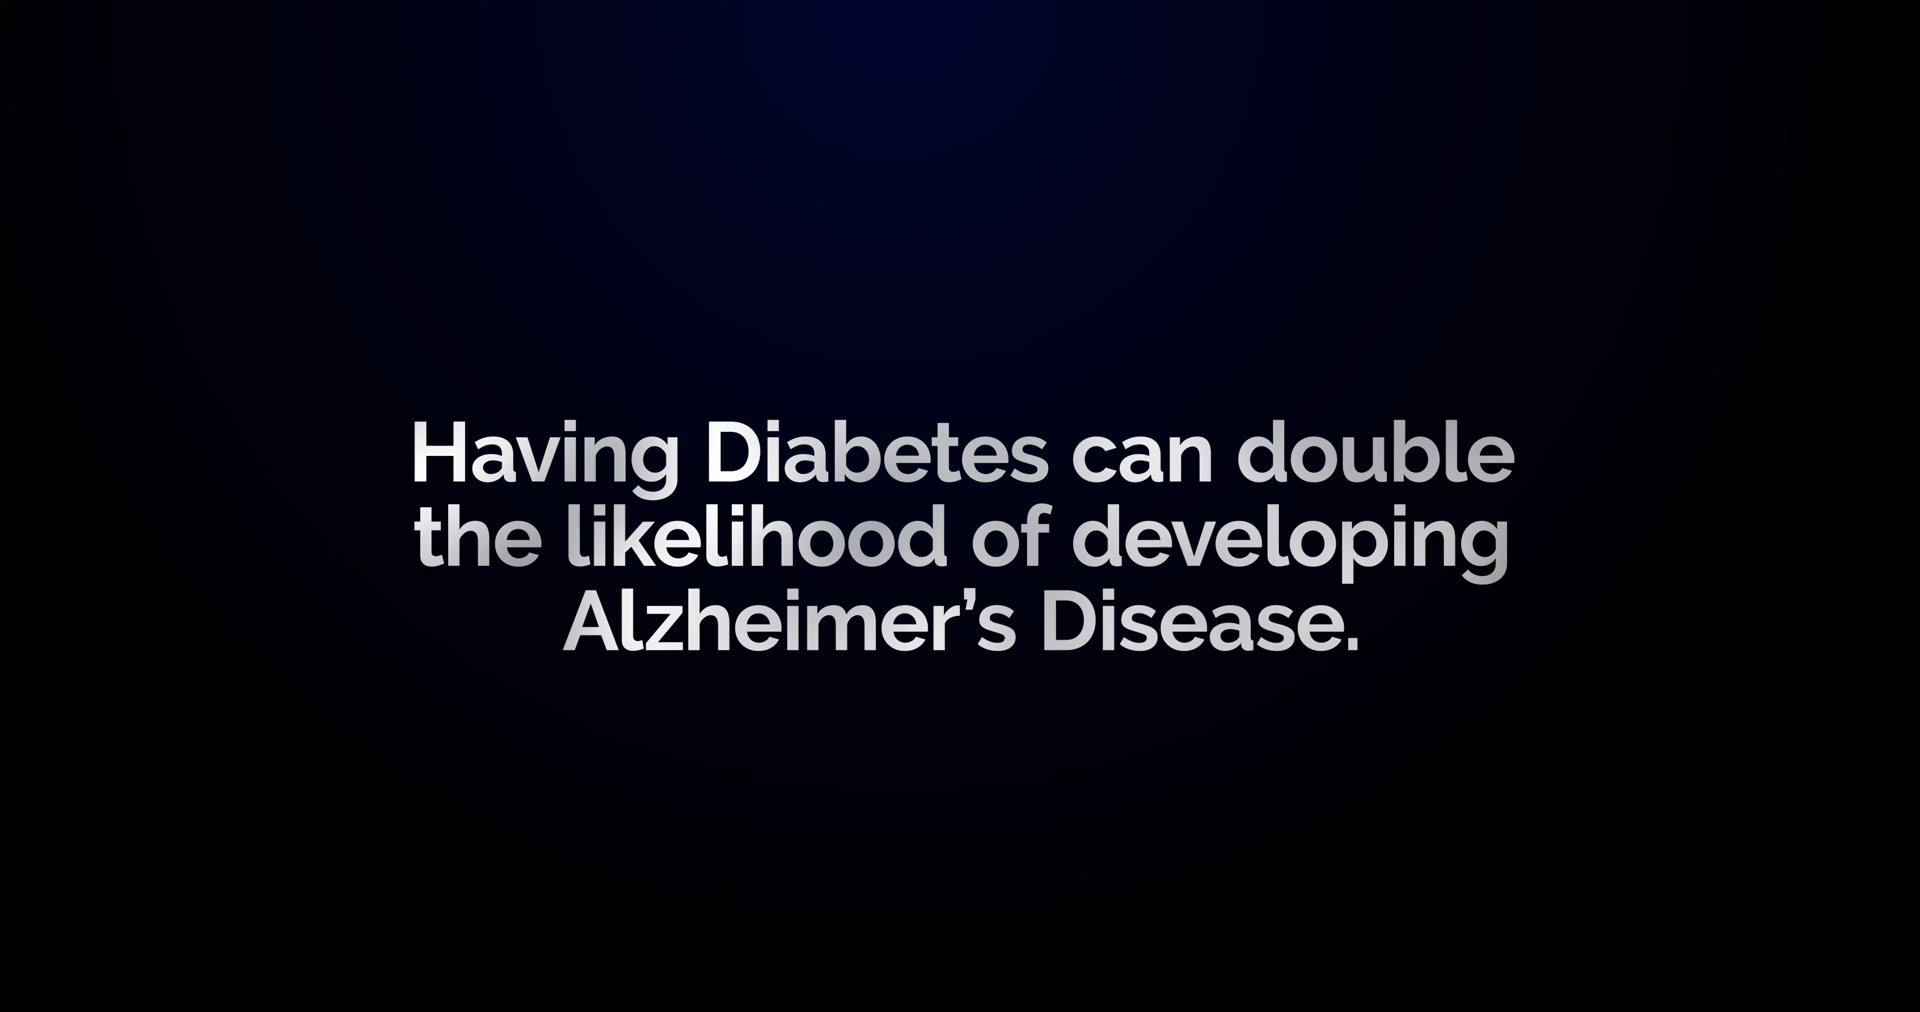 Having Diabetes can double
the likelihood of developing
Alzheimer’s Disease.